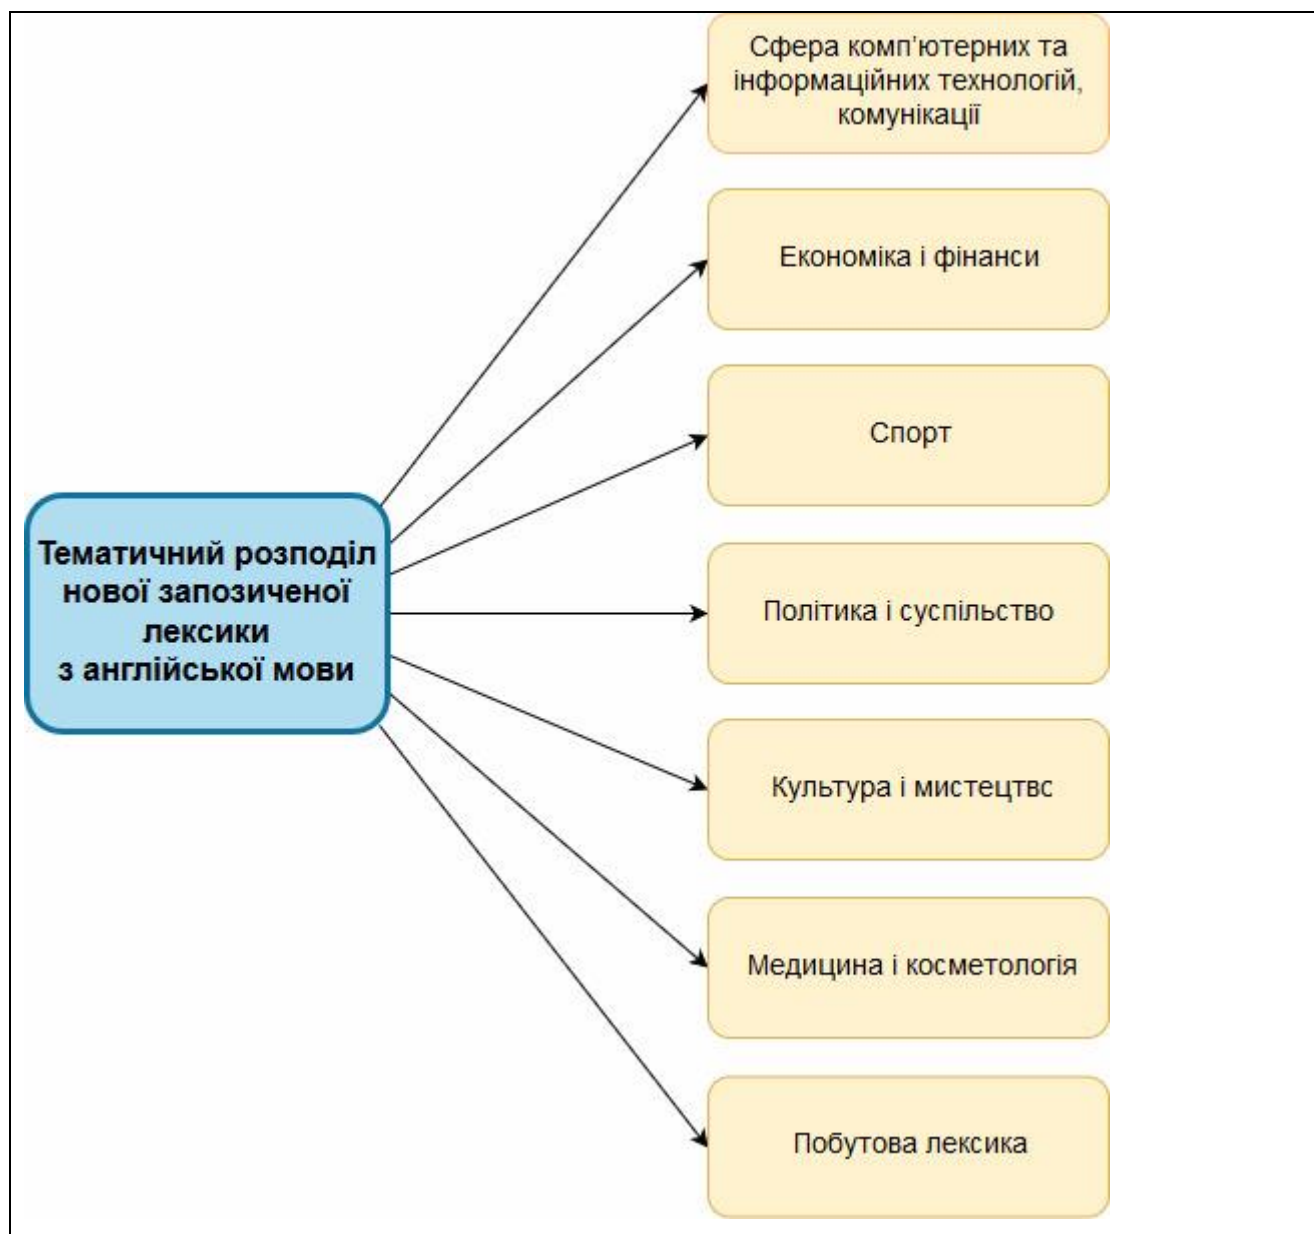 Сфера комп’ютерних та
інформаційних технологій,
комунікації
Економіка і фінанси
Спорт
Тематичний розподіл
нової запозиченої
лексики
з англійської мови
Політика і суспільство
Культура і мистецтво
Медицина і косметологія
Побутова лексика